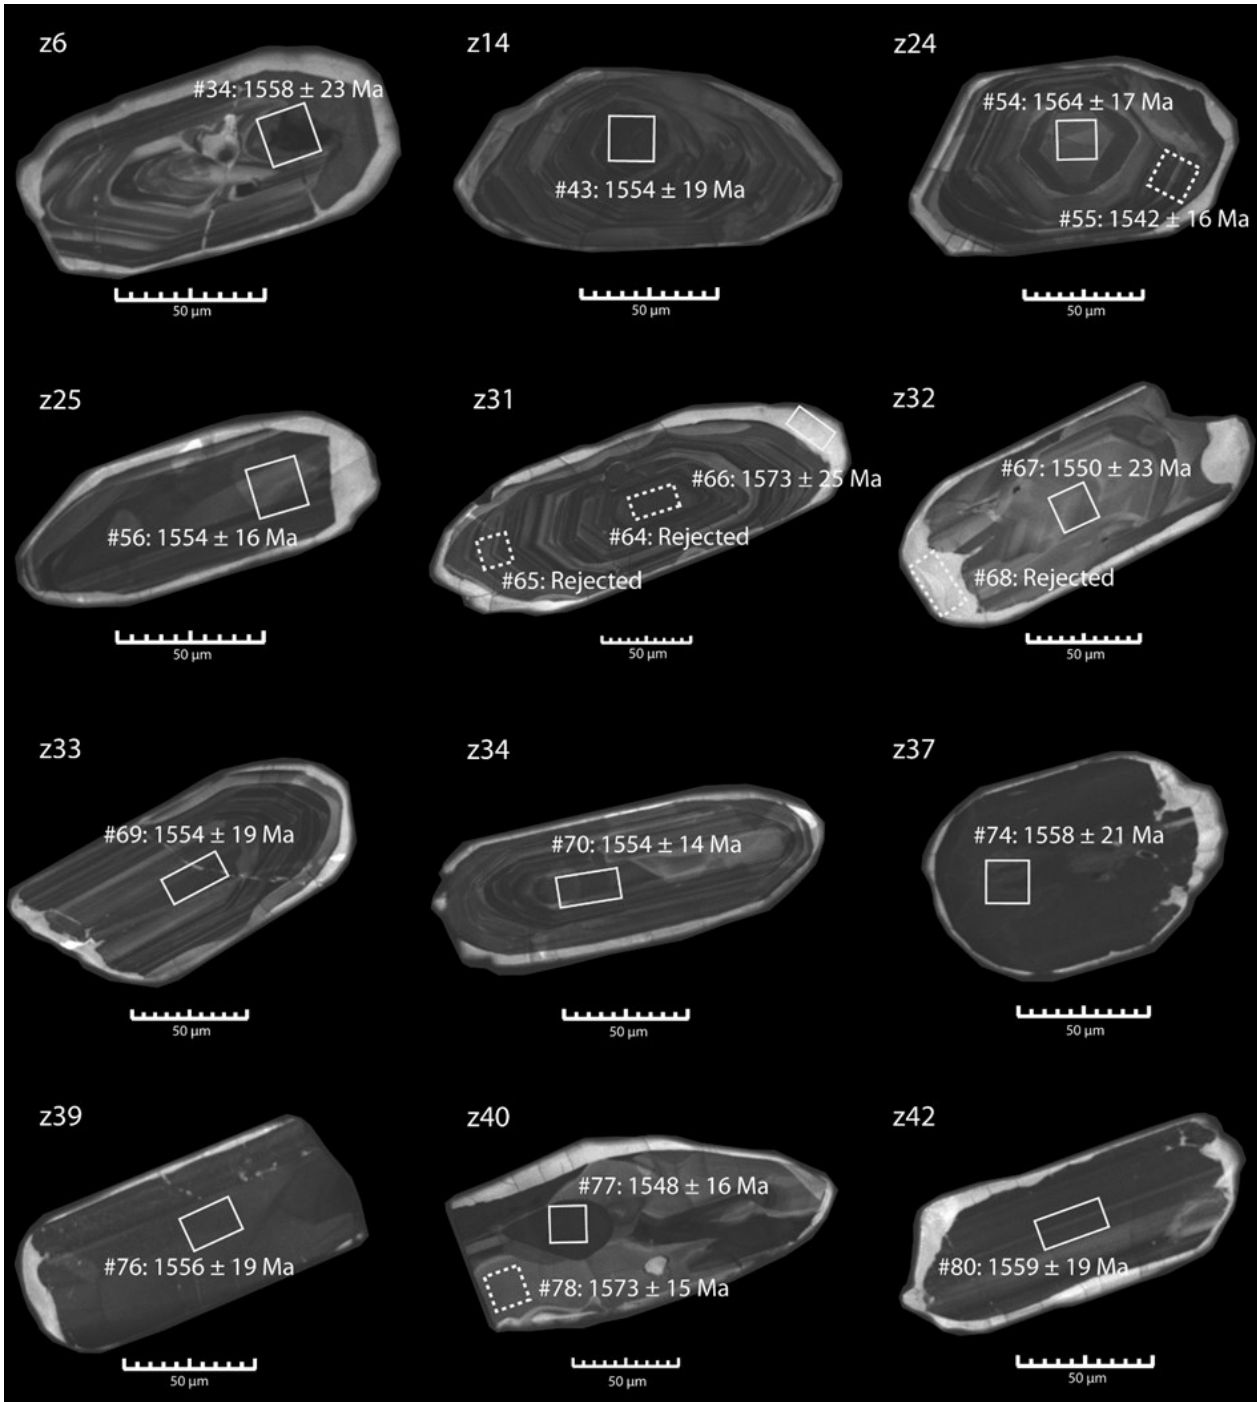 z6
#34: 1558 ± 23 Ma
50 µm
z14
#43: 1554 ± 19 Ma
50 µm
z24
#54: 1564 ± 17 Ma
#55: 1542 ± 16 Ma
50 µm
z25
#56: 1554 ± 16 Ma
50 µm
z31
#66: 1573 ± 25 Ma
#64: Rejected
#65: Rejected
50 µm
z32
#67: 1550 ± 23 Ma
#68: Rejected
50 µm
z33
#69: 1554 ± 19 Ma
50 µm
z34
#70: 1554 ± 14 Ma
50 µm
z37
#74: 1558 ± 21 Ma
50 µm
z39
#76: 1556 ± 19 Ma
50 µm
z40
#77: 1548 ± 16 Ma
#78: 1573 ± 15 Ma
50 µm
z42
#80: 1559 ± 19 Ma
50 µm